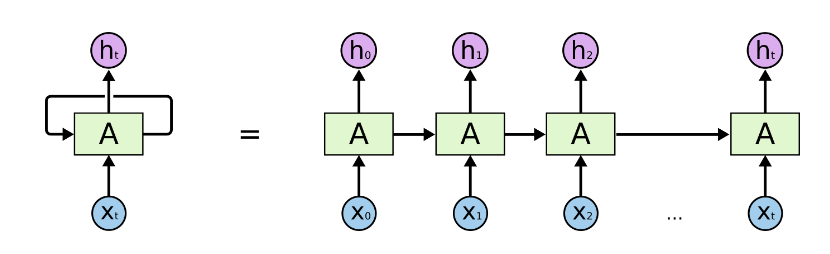 hₜ h₀ h₁ h₂ hₜ
A = A A A A
xₜ x₀ x₁ x₂ ... xₜ